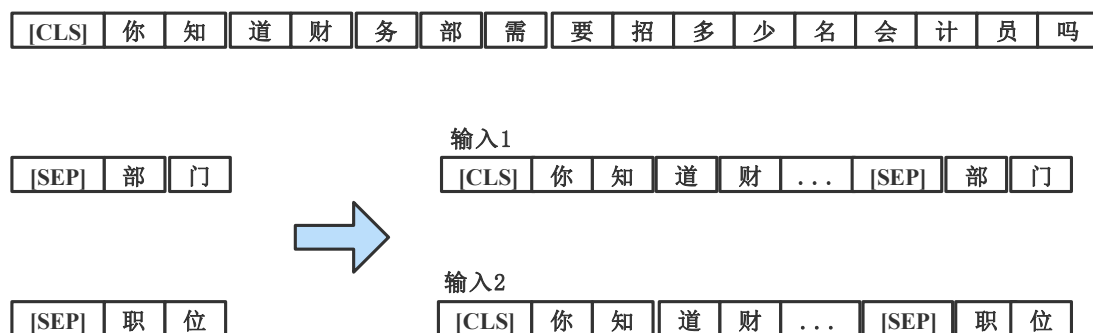 [CLS] 你 知 道 财 务 部 需 要 招 多 少 名 会 计 员 吗
输入1
[SEP] 部 门
[CLS] 你 知 道 财 ... [SEP] 部 门
输入2
[SEP] 职 位
[CLS] 你 知 道 财 ... [SEP] 职 位